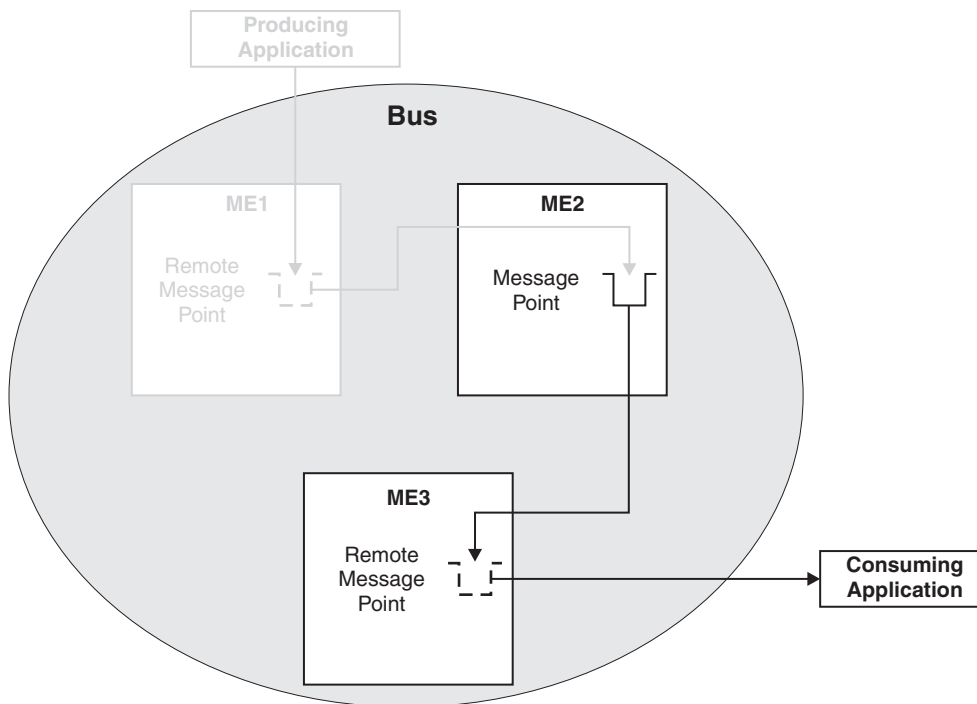 Producing
Application
Bus
ME1
Remote
Message
Point
ME2
Message
Point
ME3
Remote
Message
Point
Consuming
Application